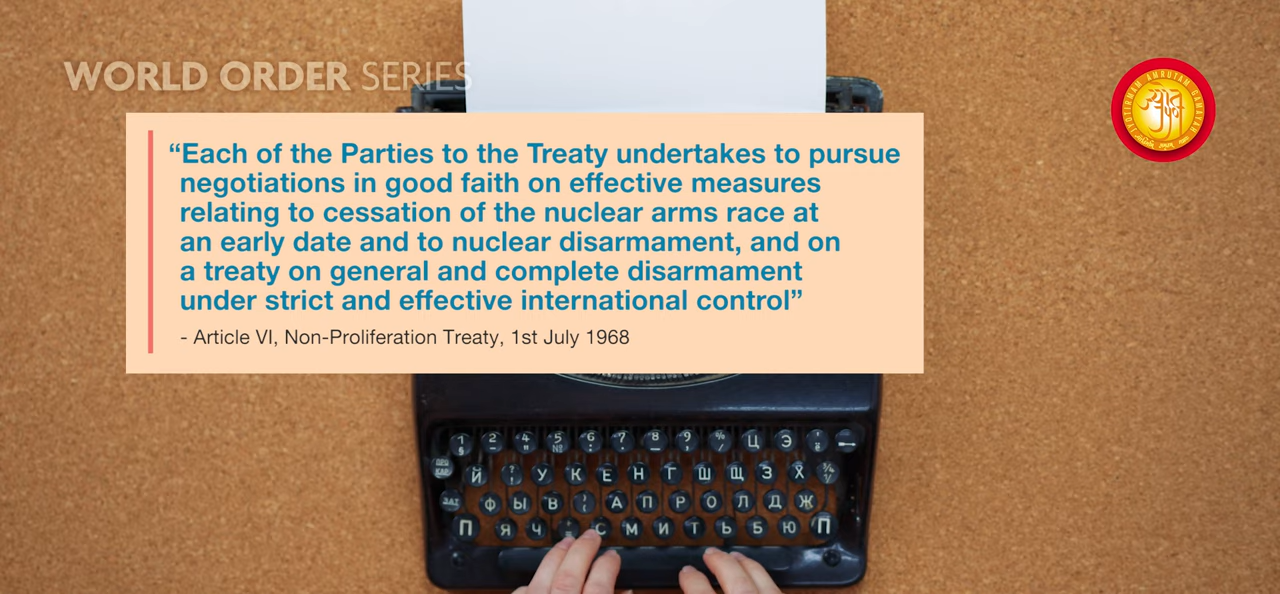 WORLD ORDER SERIES
JYOTIRMAY AMRUTAM GAMAYAH
“Each of the Parties to the Treaty undertakes to pursue
negotiations in good faith on effective measures
relating to cessation of the nuclear arms race at
an early date and to nuclear disarmament, and on
a treaty on general and complete disarmament
under strict and effective international control”
- Article VI, Non-Proliferation Treaty, 1st July 1968
1 2 4 5 6 7 8 9 % Ц Э
Й У К Е Н Г Ш Щ З Х
Ф Ы В А П Р О Л Д Ж
П Я Ч С М И Т Ь Б Ю П